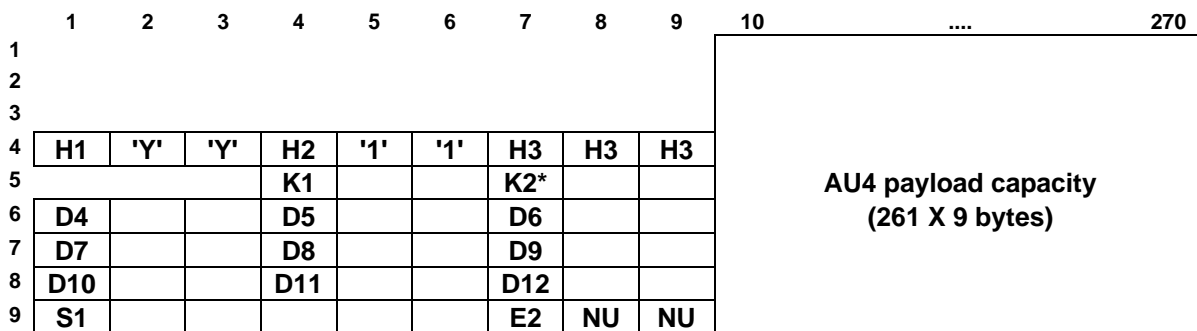 1 2 3 4 5 6 7 8 9 10 .... 270
1
2
3
4 H1 'Y' 'Y' H2 '1' '1' H3 H3 H3
5 K1 K2* AU4 payload capacity
6 D4 D5 D6 (261 X 9 bytes)
7 D7 D8 D9
8 D10 D11 D12
9 S1 E2 NU NU